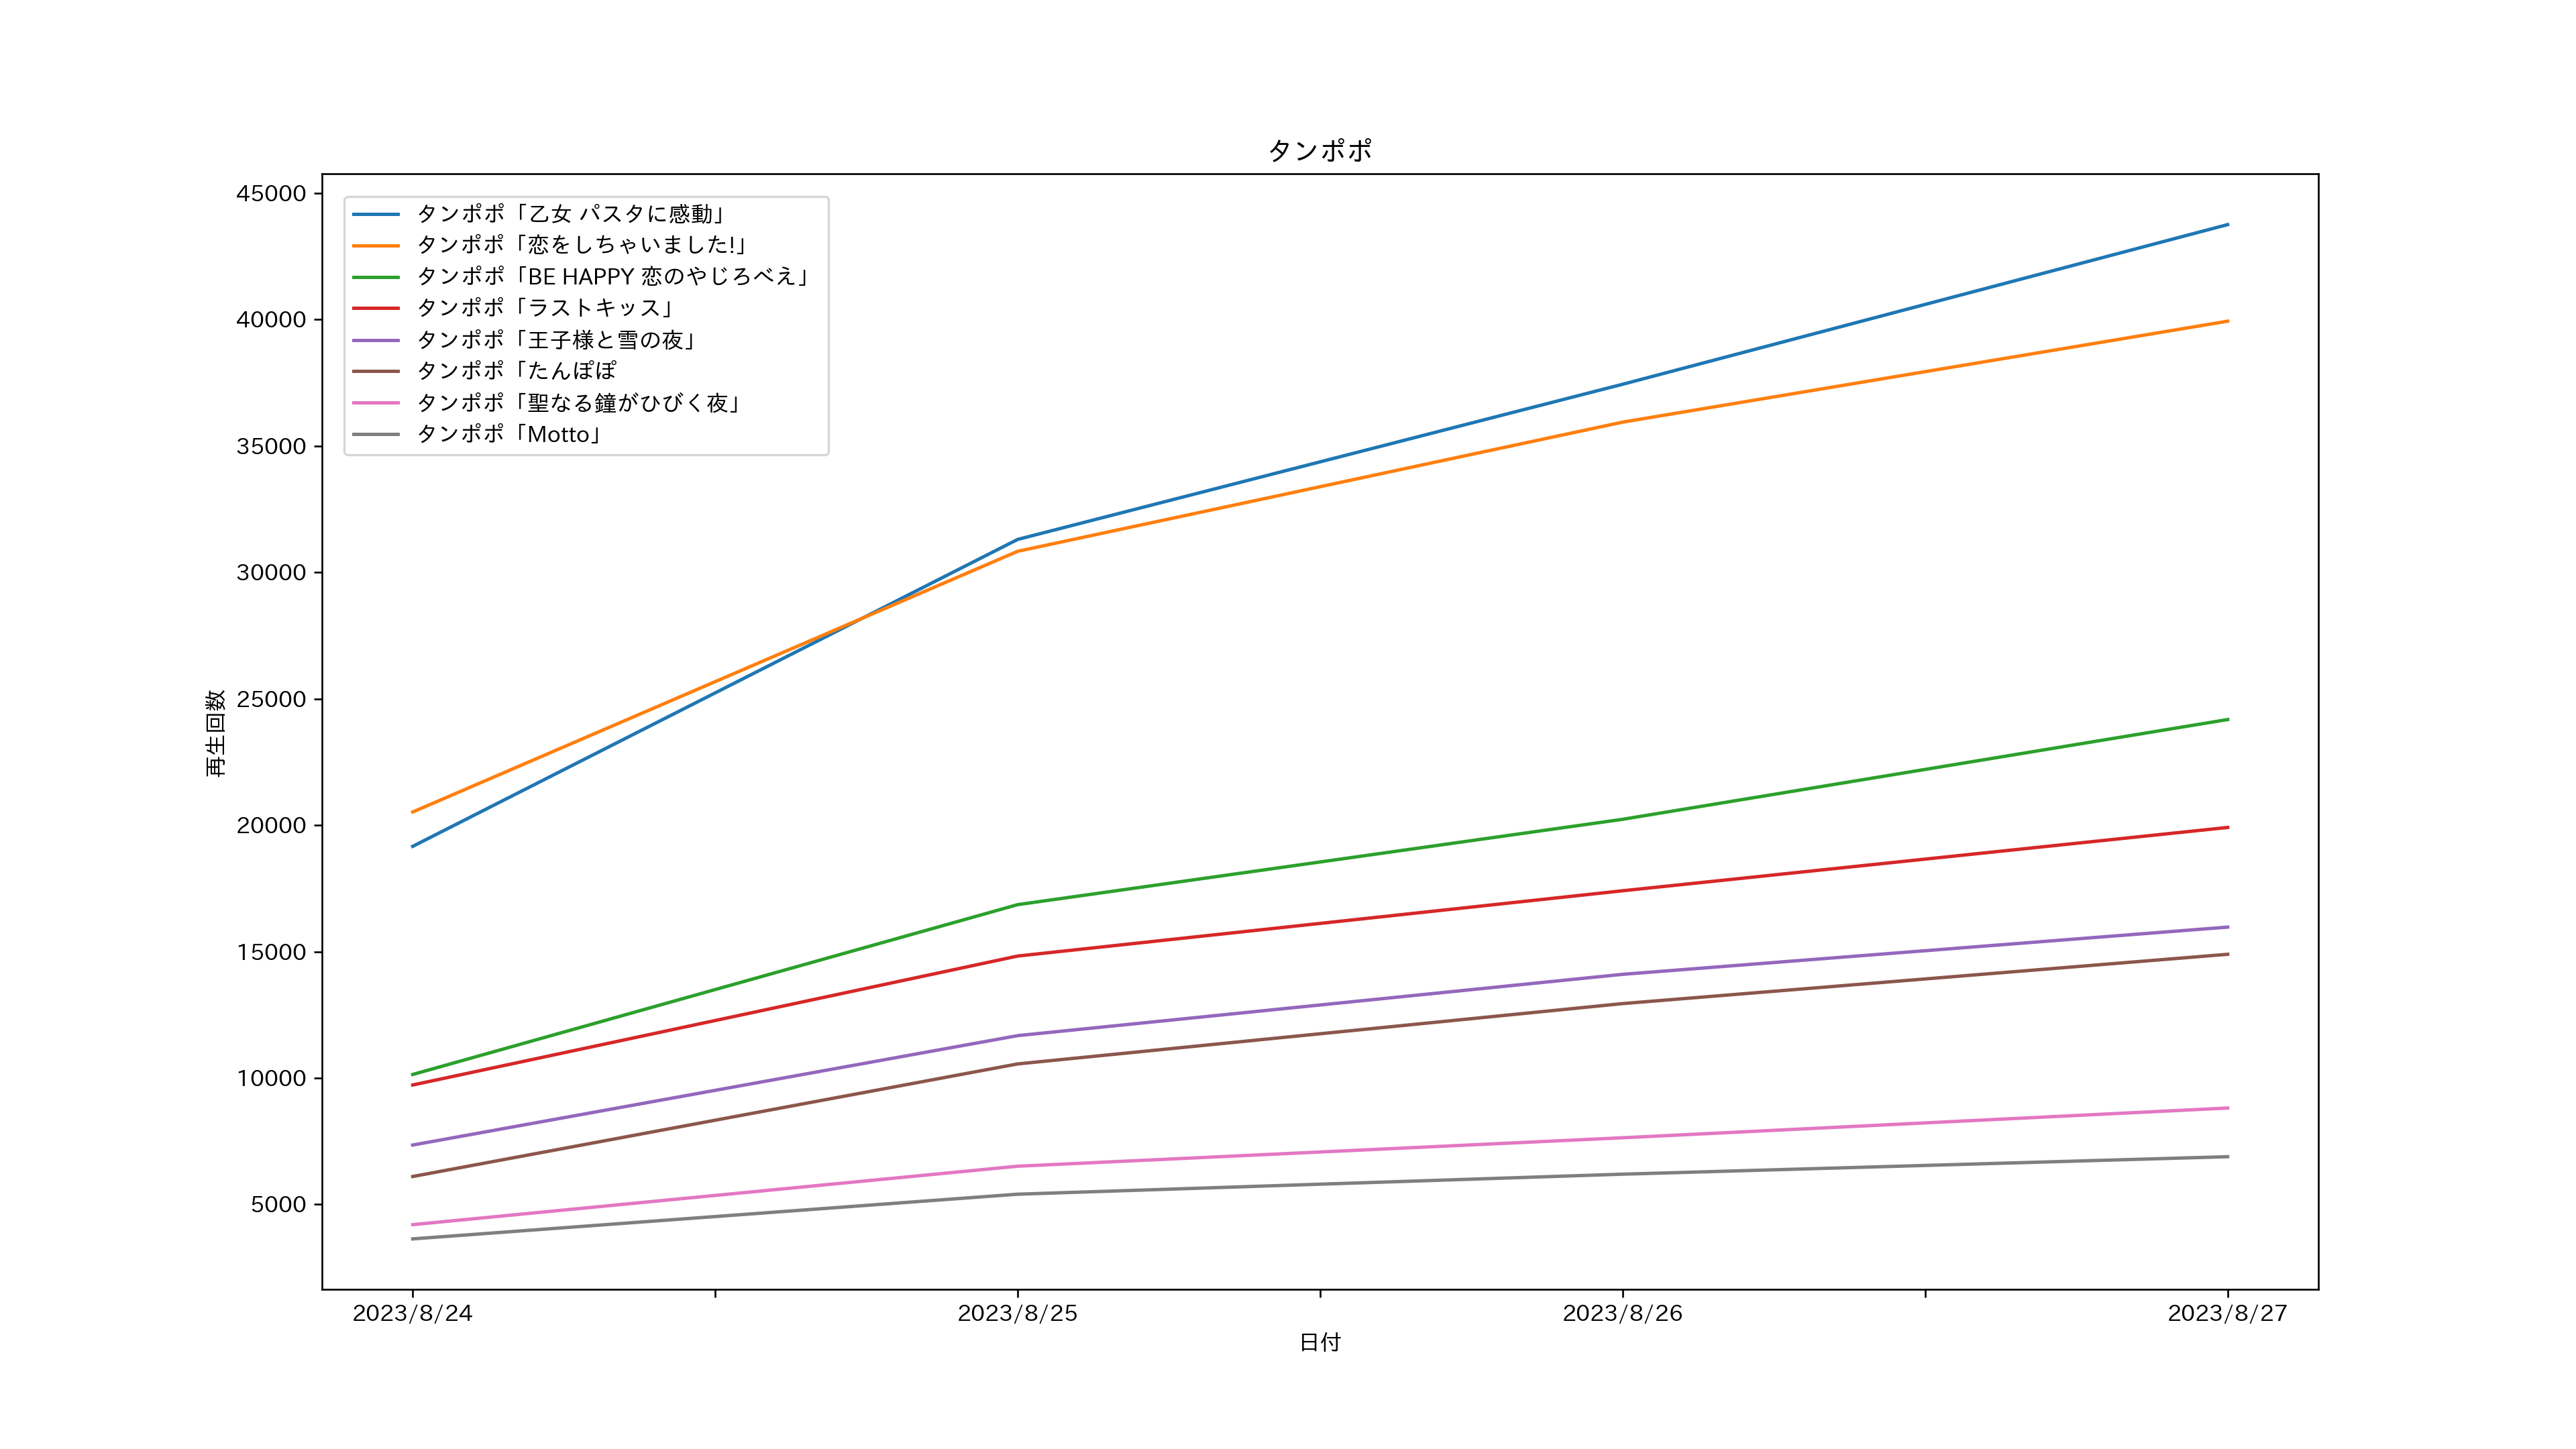 タンポポ
45000
40000
35000
30000
25000
20000
15000
10000
5000
再生回数
タンポポ「乙女 パスタに感動」
タンポポ「恋をしちゃいました!」
タンポポ「BE HAPPY 恋のやじろべえ」
タンポポ「ラストキッス」
タンポポ「王子様と雪の夜」
タンポポ「たんぽぽ
タンポポ「聖なる鐘がひびく夜」
タンポポ「Motto」
2023/8/24
2023/8/25
2023/8/26
2023/8/27
日付